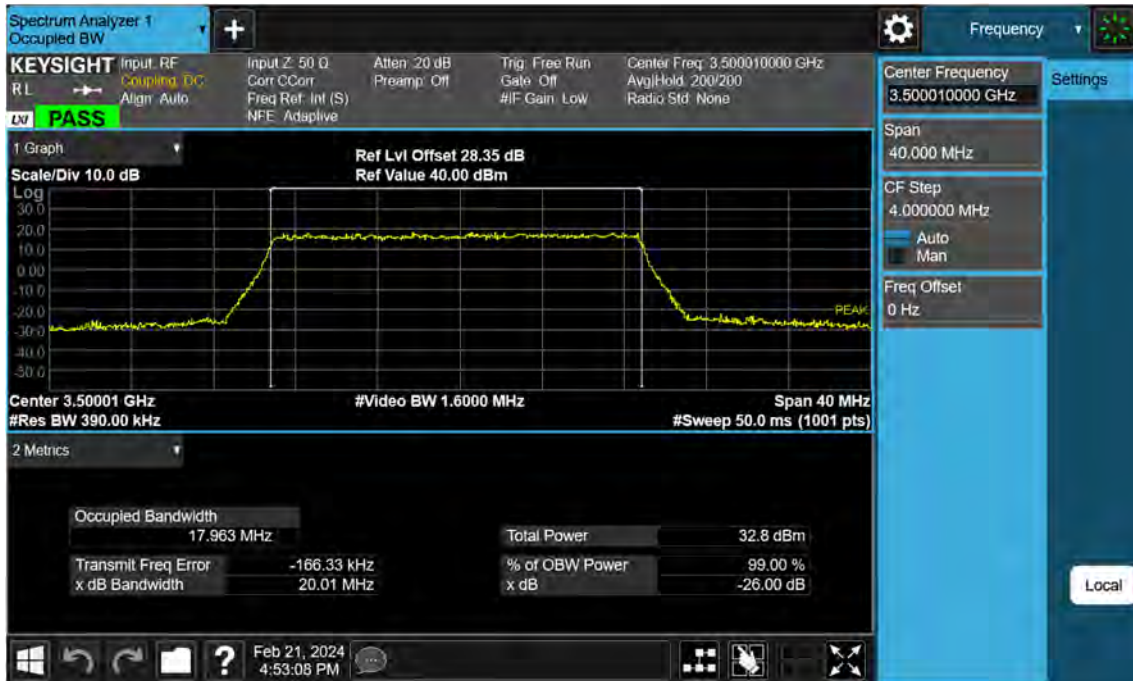 Spectrum Analyzer 1
Occupied BW
+
Frequency
KEYSIGHT Input: RF Input Z: 50 Ω Atten: 20 dB Trig: Free Run Center Freq: 3.500010000 GHz
RL Coupling: DC Corr CCorr Preamp: Off Gate: Off Avg|Hold: 200/200
Align: Auto Freq Ref: Int (S) #IF Gain: Low Radio Std: None
LXI PASS NFE: Adaptive
Center Frequency
3.500010000 GHz
Settings
Span
40.000 MHz
CF Step
4.000000 MHz
Auto
Man
Freq Offset
0 Hz
1 Graph
Ref Lvl Offset 28.35 dB
Scale/Div 10.0 dB Ref Value 40.00 dBm
Log
30.0
20.0
10.0
0.00
-10.0
-20.0
PEAK
-30.0
-40.0
-50.0
Center 3.50001 GHz #Video BW 1.6000 MHz Span 40 MHz
#Res BW 390.00 kHz #Sweep 50.0 ms (1001 pts)
2 Metrics
Occupied Bandwidth
17.963 MHz Total Power 32.8 dBm
Transmit Freq Error -166.33 kHz % of OBW Power 99.00 %
x dB Bandwidth 20.01 MHz x dB -26.00 dB
Local
? Feb 21, 2024
4:53:08 PM